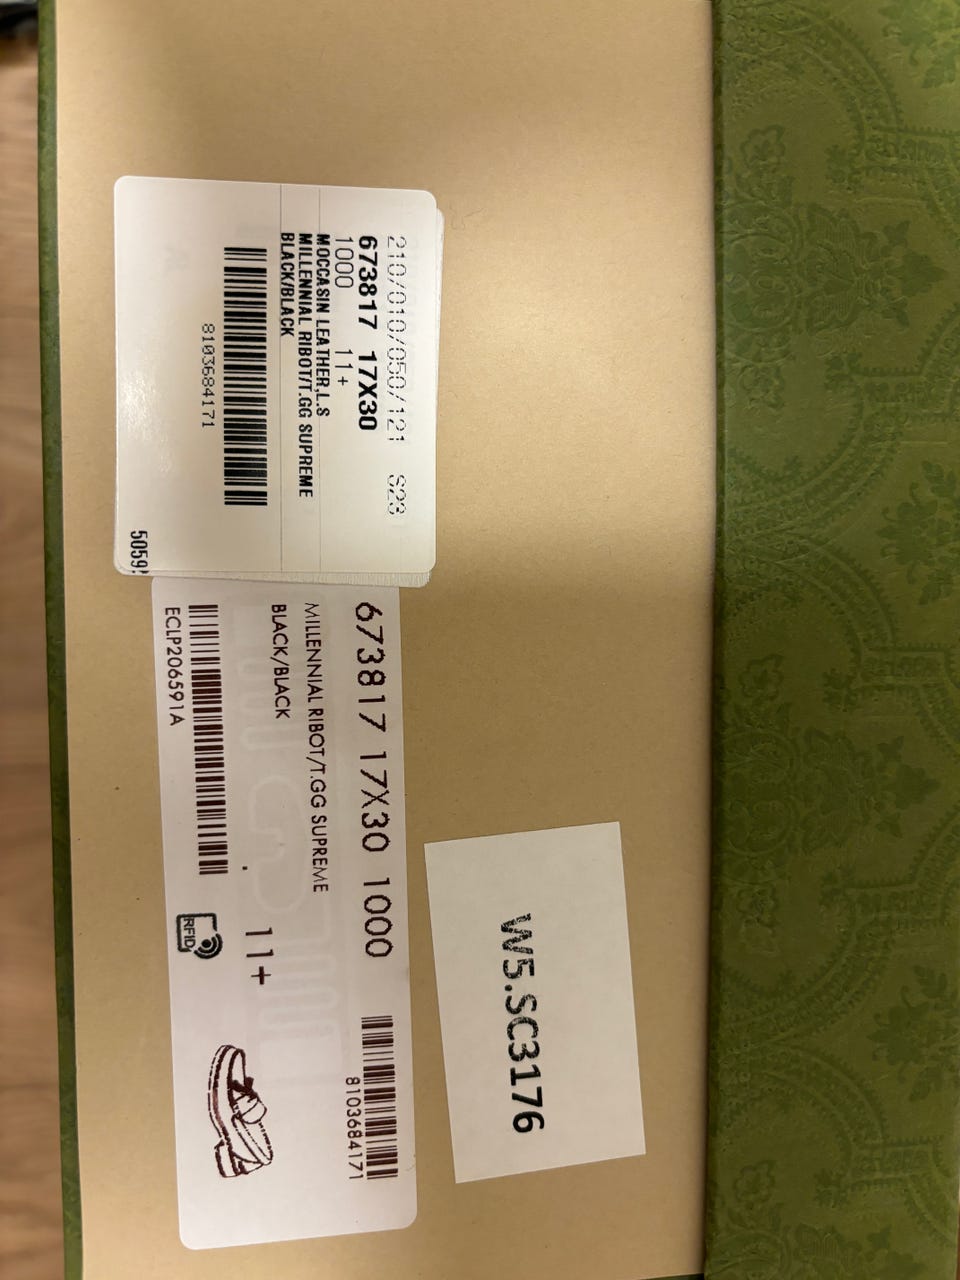 210/010/050/121 S23
673817 17X30
1000 11+
MOCCASIN LEATHER,L.S
MILLENNIAL RIBOT/T.GG SUPREME
BLACK/BLACK
8103684171
5059
673817 17X30 1000
MILLENNIAL RIBOT/T.GG SUPREME
BLACK/BLACK
11+
ECLP206591A
RFID
8103684171
W5.SC3176